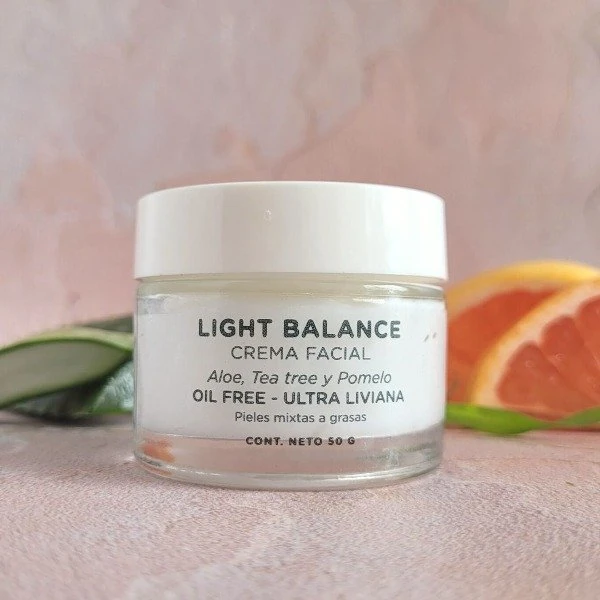 LIGHT BALANCE
CREMA FACIAL
Aloe, Tea tree y Pomelo
OIL FREE - ULTRA LIVIANA
Pieles mixtas a grasas
CONT. NETO 50 G